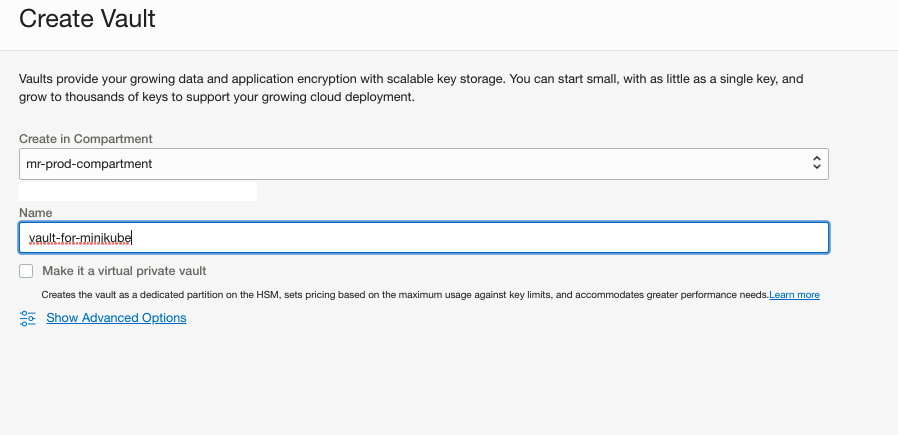 Create Vault
Vaults provide your growing data and application encryption with scalable key storage. You can start small, with as little as a single key, and
grow to thousands of keys to support your growing cloud deployment.
Create in Compartment
mr-prod-compartment
Name
vault-for-minikube
Make it a virtual private vault
Creates the vault as a dedicated partition on the HSM, sets pricing based on the maximum usage against key limits, and accommodates greater performance needs.Learn more
Show Advanced Options